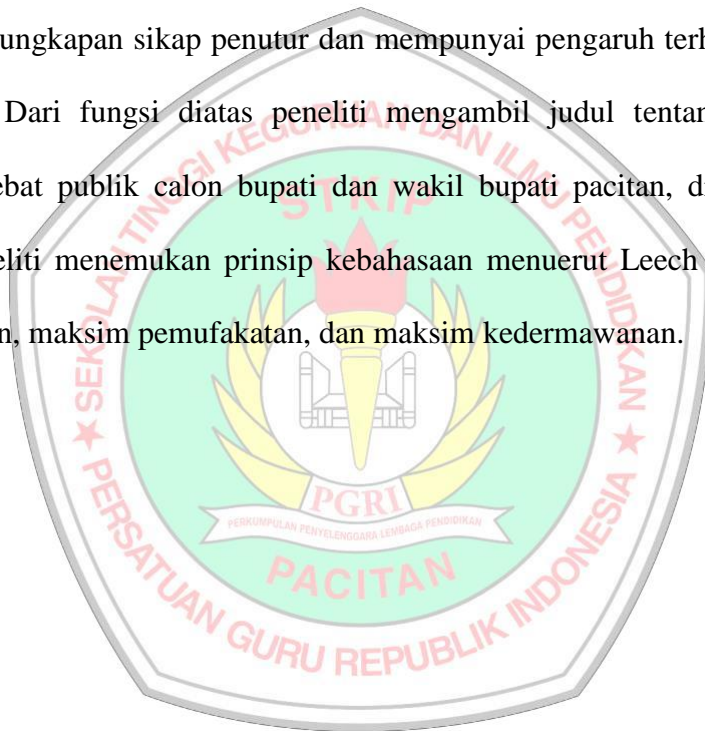 ungkapan sikap penutur dan mempunyai pengaruh terh
Dari fungsi diatas peneliti mengambil judul tentan
ebat publik calon bupati dan wakil bupati pacitan, d
eliti menemukan prinsip kebahasaan menuerut Leech
n, maksim pemufakatan, dan maksim kedermawanan.
SEKOLAH TINGGI KEGURUAN DAN ILMU PENDIDIKAN
STKIP
PGRI
PERKUMPULAN PENYELENGGARA LEMBAGA PENDIDIKAN
PACITAN
PERSATUAN GURU REPUBLIK INDONESIA